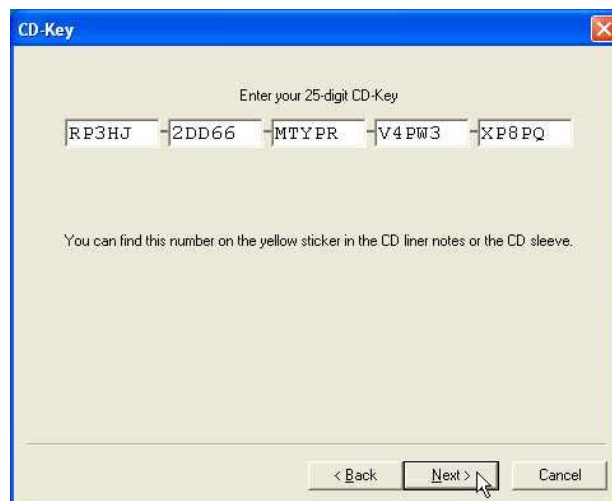 CD-Key
Enter your 25-digit CD-Key
RP3HJ-2DD66-MTYPR-V4PW3-XP8PQ
You can find this number on the yellow sticker in the CD liner notes or the CD sleeve.
< Back Next > Cancel